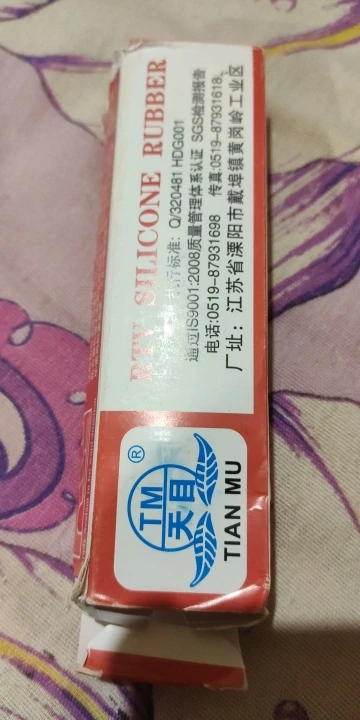 RTV SILICONE RUBBER
执行标准：Q/320481 HDG001
通过IS9001:2008质量管理体系认证 SGS检测报告
电话:0519-87931698 传真:0519-87931618
厂址：江苏省溧阳市戴埠镇黄岗岭工业区
®
TM
天目
TIAN MU